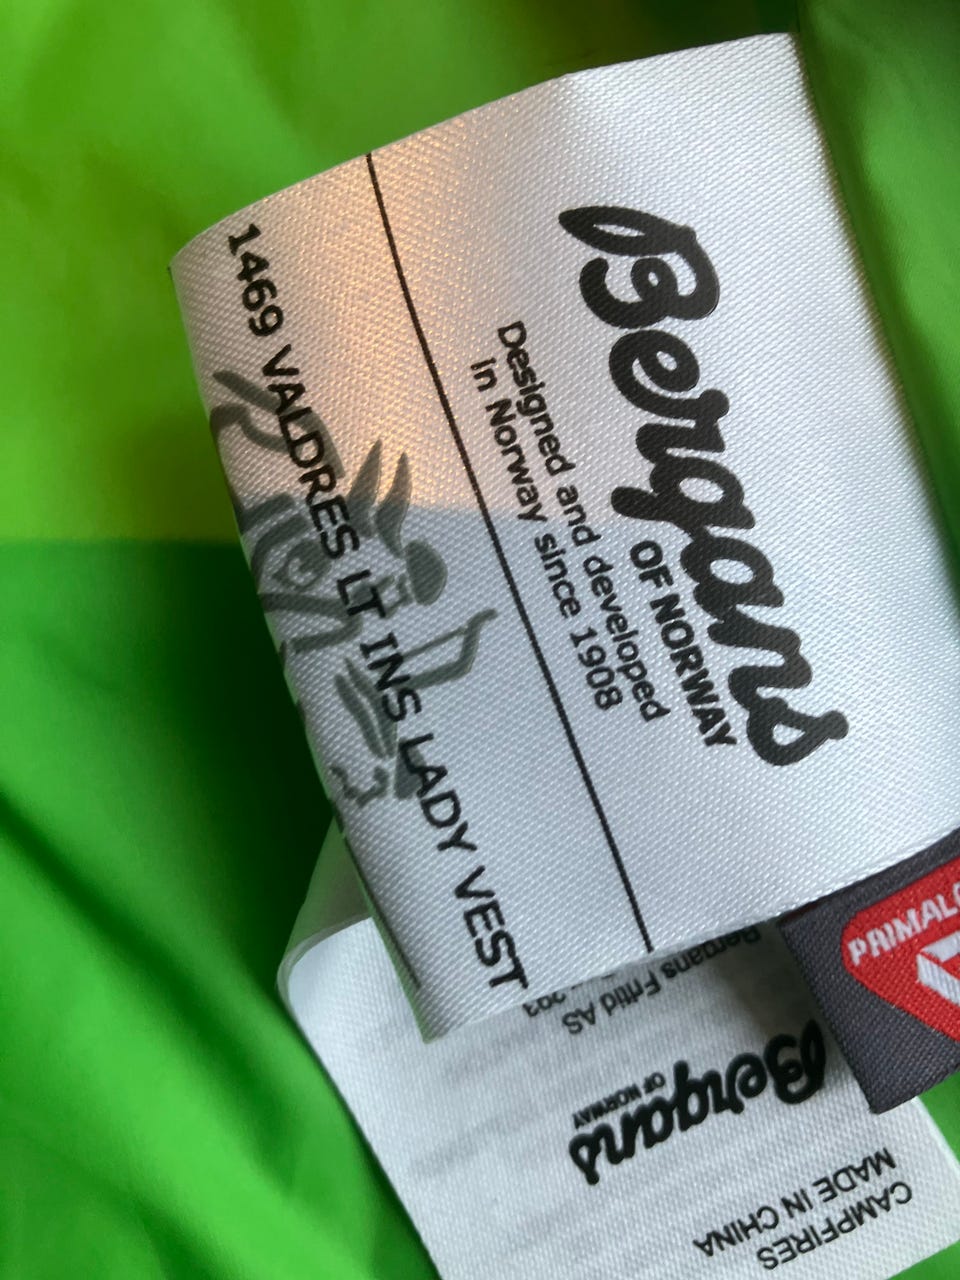 Bergans
OF NORWAY
Designed and developed
in Norway since 1908
1469 VALDRES LT INS LADY VEST
Bergans Fritid AS
Bergans
OF NORWAY
MADE IN CHINA
CAMPFIRES